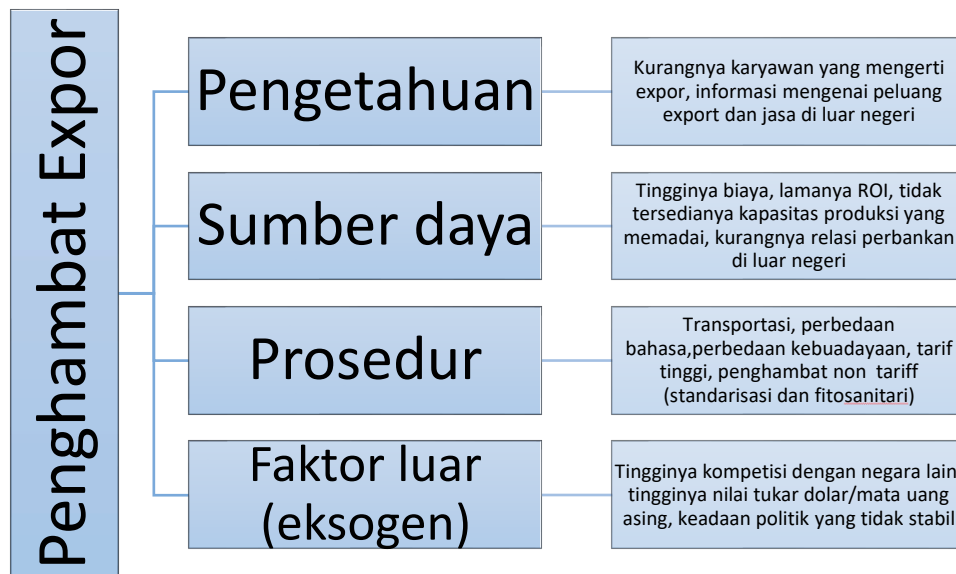 Penghambat Expor
Pengetahuan
Kurangnya karyawan yang mengerti
expor, informasi mengenai peluang
export dan jasa di luar negeri
Sumber daya
Tingginya biaya, lamanya ROI, tidak
tersedianya kapasitas produksi yang
memadai, kurangnya relasi perbankan
di luar negeri
Prosedur
Transportasi, perbedaan
bahasa,perbedaan kebuadayaan, tarif
tinggi, penghambat non tariff
(standarisasi dan fitosanitari)
Faktor luar
(eksogen)
Tingginya kompetisi dengan negara lain
tingginya nilai tukar dolar/mata uang
asing, keadaan politik yang tidak stabil